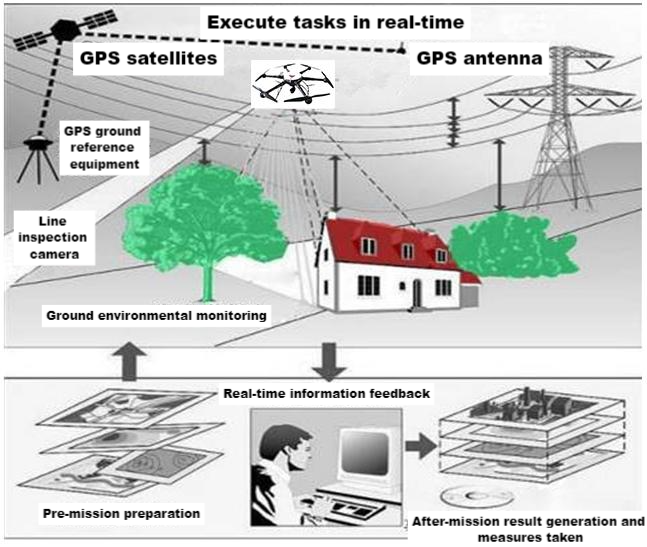 Execute tasks in real-time
GPS satellites
GPS antenna
GPS ground
reference
equipment
Line
inspection
camera
Ground environmental monitoring
Real-time information feedback
Pre-mission preparation
After-mission result generation and
measures taken